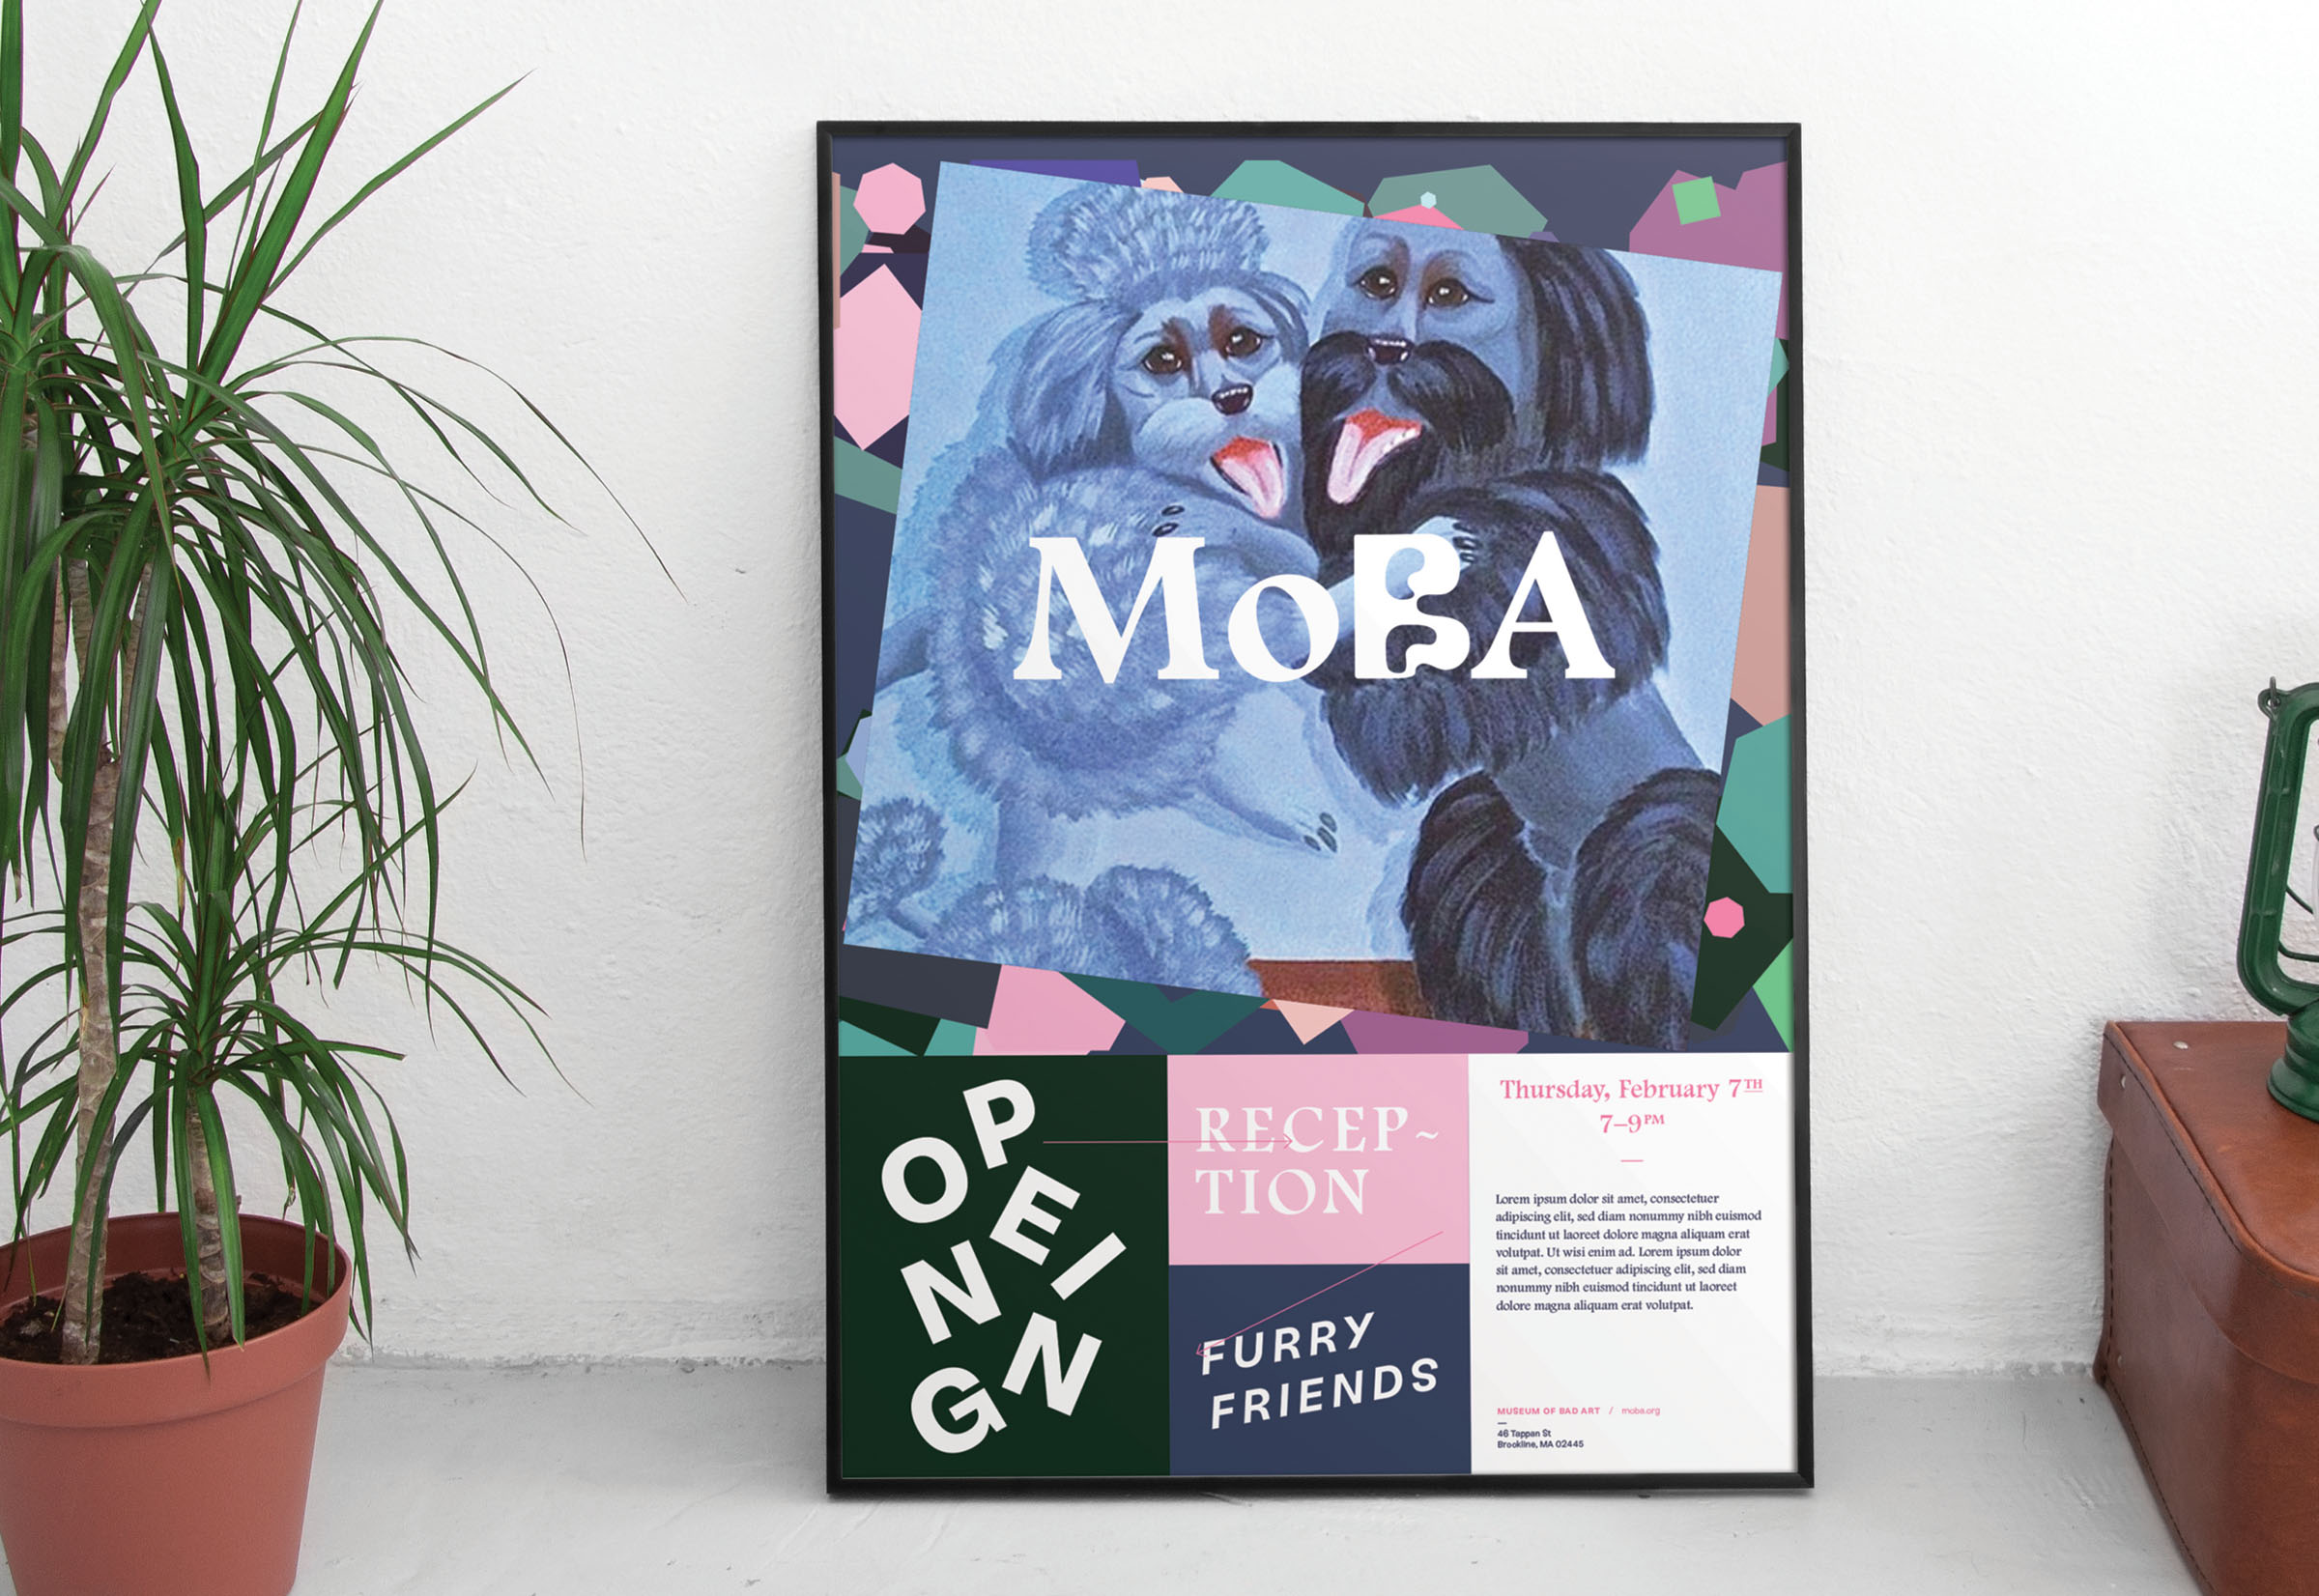 MoBA
OP
NEI
GN
RECEP~
TION
FURRY
FRIENDS
Thursday, February 7TH
7–9PM
Lorem ipsum dolor sit amet, consectetuer
adipiscing elit, sed diam nonummy nibh euismod
tincidunt ut laoreet dolore magna aliquam erat
volutpat. Ut wisi enim ad. Lorem ipsum dolor
sit amet, consectetuer adipiscing elit, sed diam
nonummy nibh euismod tincidunt ut laoreet
dolore magna aliquam erat volutpat.
MUSEUM OF BAD ART / moba.org
46 Tappan St
Brookline, MA 02445